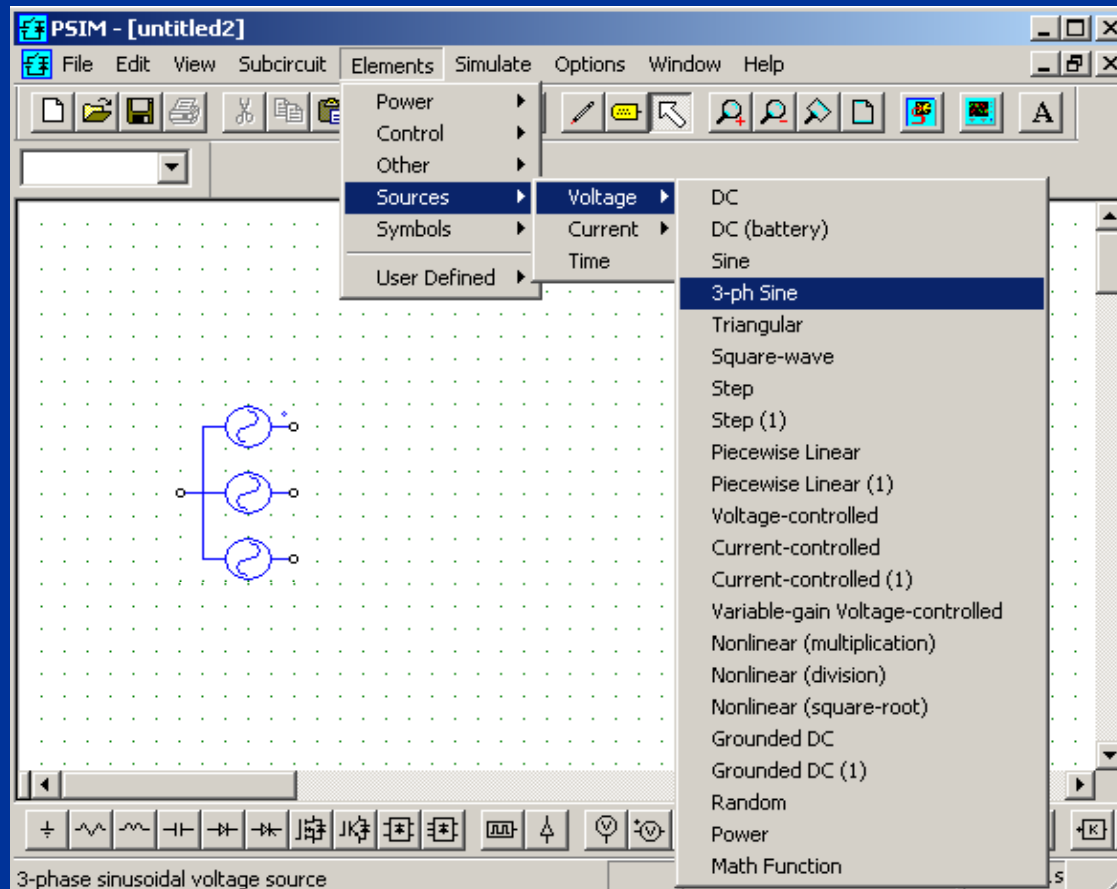 PSIM - [untitled2]
File Edit View Subcircuit Elements Simulate Options Window Help
A
Power
Control
Other
Sources
Symbols
User Defined
Voltage
Current
Time
DC
DC (battery)
Sine
3-ph Sine
Triangular
Square-wave
Step
Step (1)
Piecewise Linear
Piecewise Linear (1)
Voltage-controlled
Current-controlled
Current-controlled (1)
Variable-gain Voltage-controlled
Nonlinear (multiplication)
Nonlinear (division)
Nonlinear (square-root)
Grounded DC
Grounded DC (1)
Random
Power
Math Function
V
V
K
3-phase sinusoidal voltage source
.s